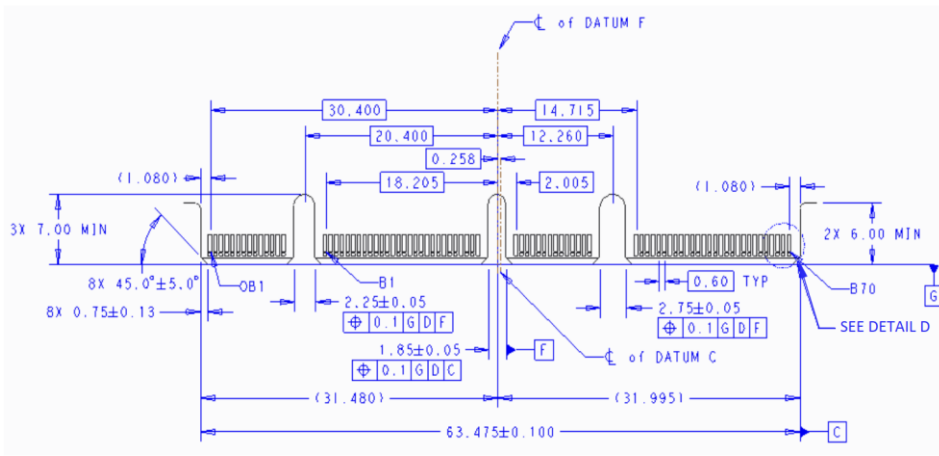 ℄ of DATUM F
30.400
14.715
20.400
12.260
0.258
(1.080)
18.205
2.005
(1.080)
3X 7.00 MIN
2X 6.00 MIN
8X 45.0°±5.0°
OB1
B1
0.60 TYP
B70
G
8X 0.75±0.13
2.25±0.05
⌖ 0.1 G D F
2.75±0.05
⌖ 0.1 G D F
SEE DETAIL D
1.85±0.05
F
℄ of DATUM C
⌖ 0.1 G D C
(31.480)
(31.995)
63.475±0.100
C